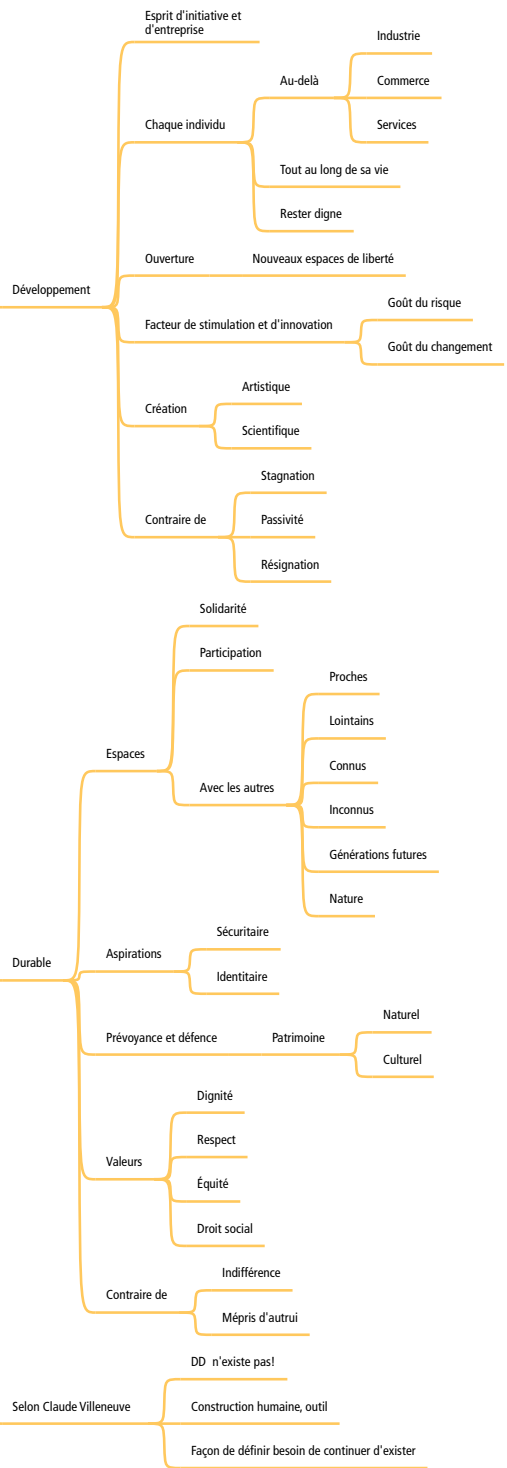 Esprit d'initiative et
d'entreprise
Industrie
Au-delà
Commerce
Chaque individu
Services
Tout au long de sa vie
Rester digne
Ouverture
Nouveaux espaces de liberté
Développement
Goût du risque
Facteur de stimulation et d'innovation
Goût du changement
Artistique
Création
Scientifique
Stagnation
Contraire de
Passivité
Résignation
Solidarité
Participation
Proches
Lointains
Espaces
Connus
Avec les autres
Inconnus
Générations futures
Nature
Sécuritaire
Durable
Aspirations
Identitaire
Naturel
Prévoyance et défence
Patrimoine
Culturel
Dignité
Respect
Valeurs
Équité
Droit social
Indifférence
Contraire de
Mépris d'autrui
DD n'existe pas!
Selon Claude Villeneuve
Construction humaine, outil
Façon de définir besoin de continuer d'exister